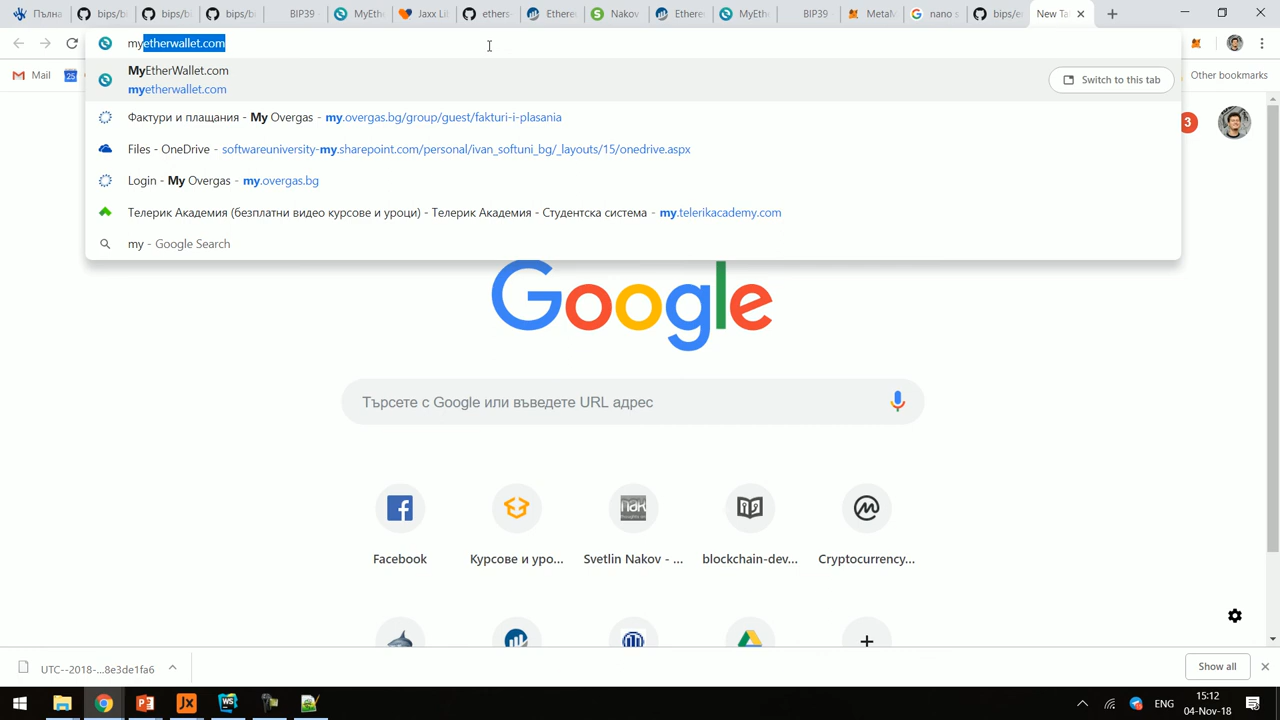 Пълна
bips/bi
bips/bi
bips/bi
BIP39
MyEthe
Jaxx Lib
ethers-
Ethere
Nakov
Ethere
MyEth
BIP39
MetaM
nano s
bips/e
New Ta
myetherwallet.com
MyEtherWallet.com
myetherwallet.com
Switch to this tab
Фактури и плащания - My Overgas - my.overgas.bg/group/guest/fakturi-i-plasania
Files - OneDrive - softwareuniversity-my.sharepoint.com/personal/ivan_softuni_bg/_layouts/15/onedrive.aspx
Login - My Overgas - my.overgas.bg
Телерик Академия (безплатни видео курсове и уроци) - Телерик Академия - Студентска система - my.telerikacademy.com
my - Google Search
Mail
25
Other bookmarks
3
Google
Търсете с Google или въведете URL адрес
Facebook
Курсове и уро...
Svetlin Nakov - ...
blockchain-dev...
Cryptocurrency...
UTC--2018-...8e3de1fa6
Show all
ENG
15:12
04-Nov-18